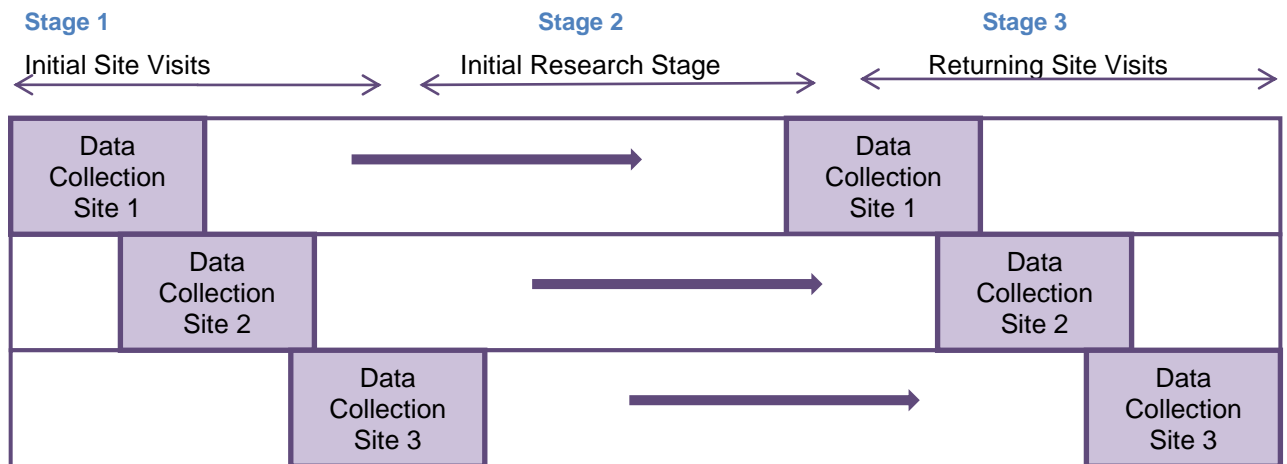 Stage 1
Stage 2
Stage 3
Initial Site Visits
Initial Research Stage
Returning Site Visits
Data
Collection
Site 1
Data
Collection
Site 1
Data
Collection
Site 2
Data
Collection
Site 2
Data
Collection
Site 3
Data
Collection
Site 3